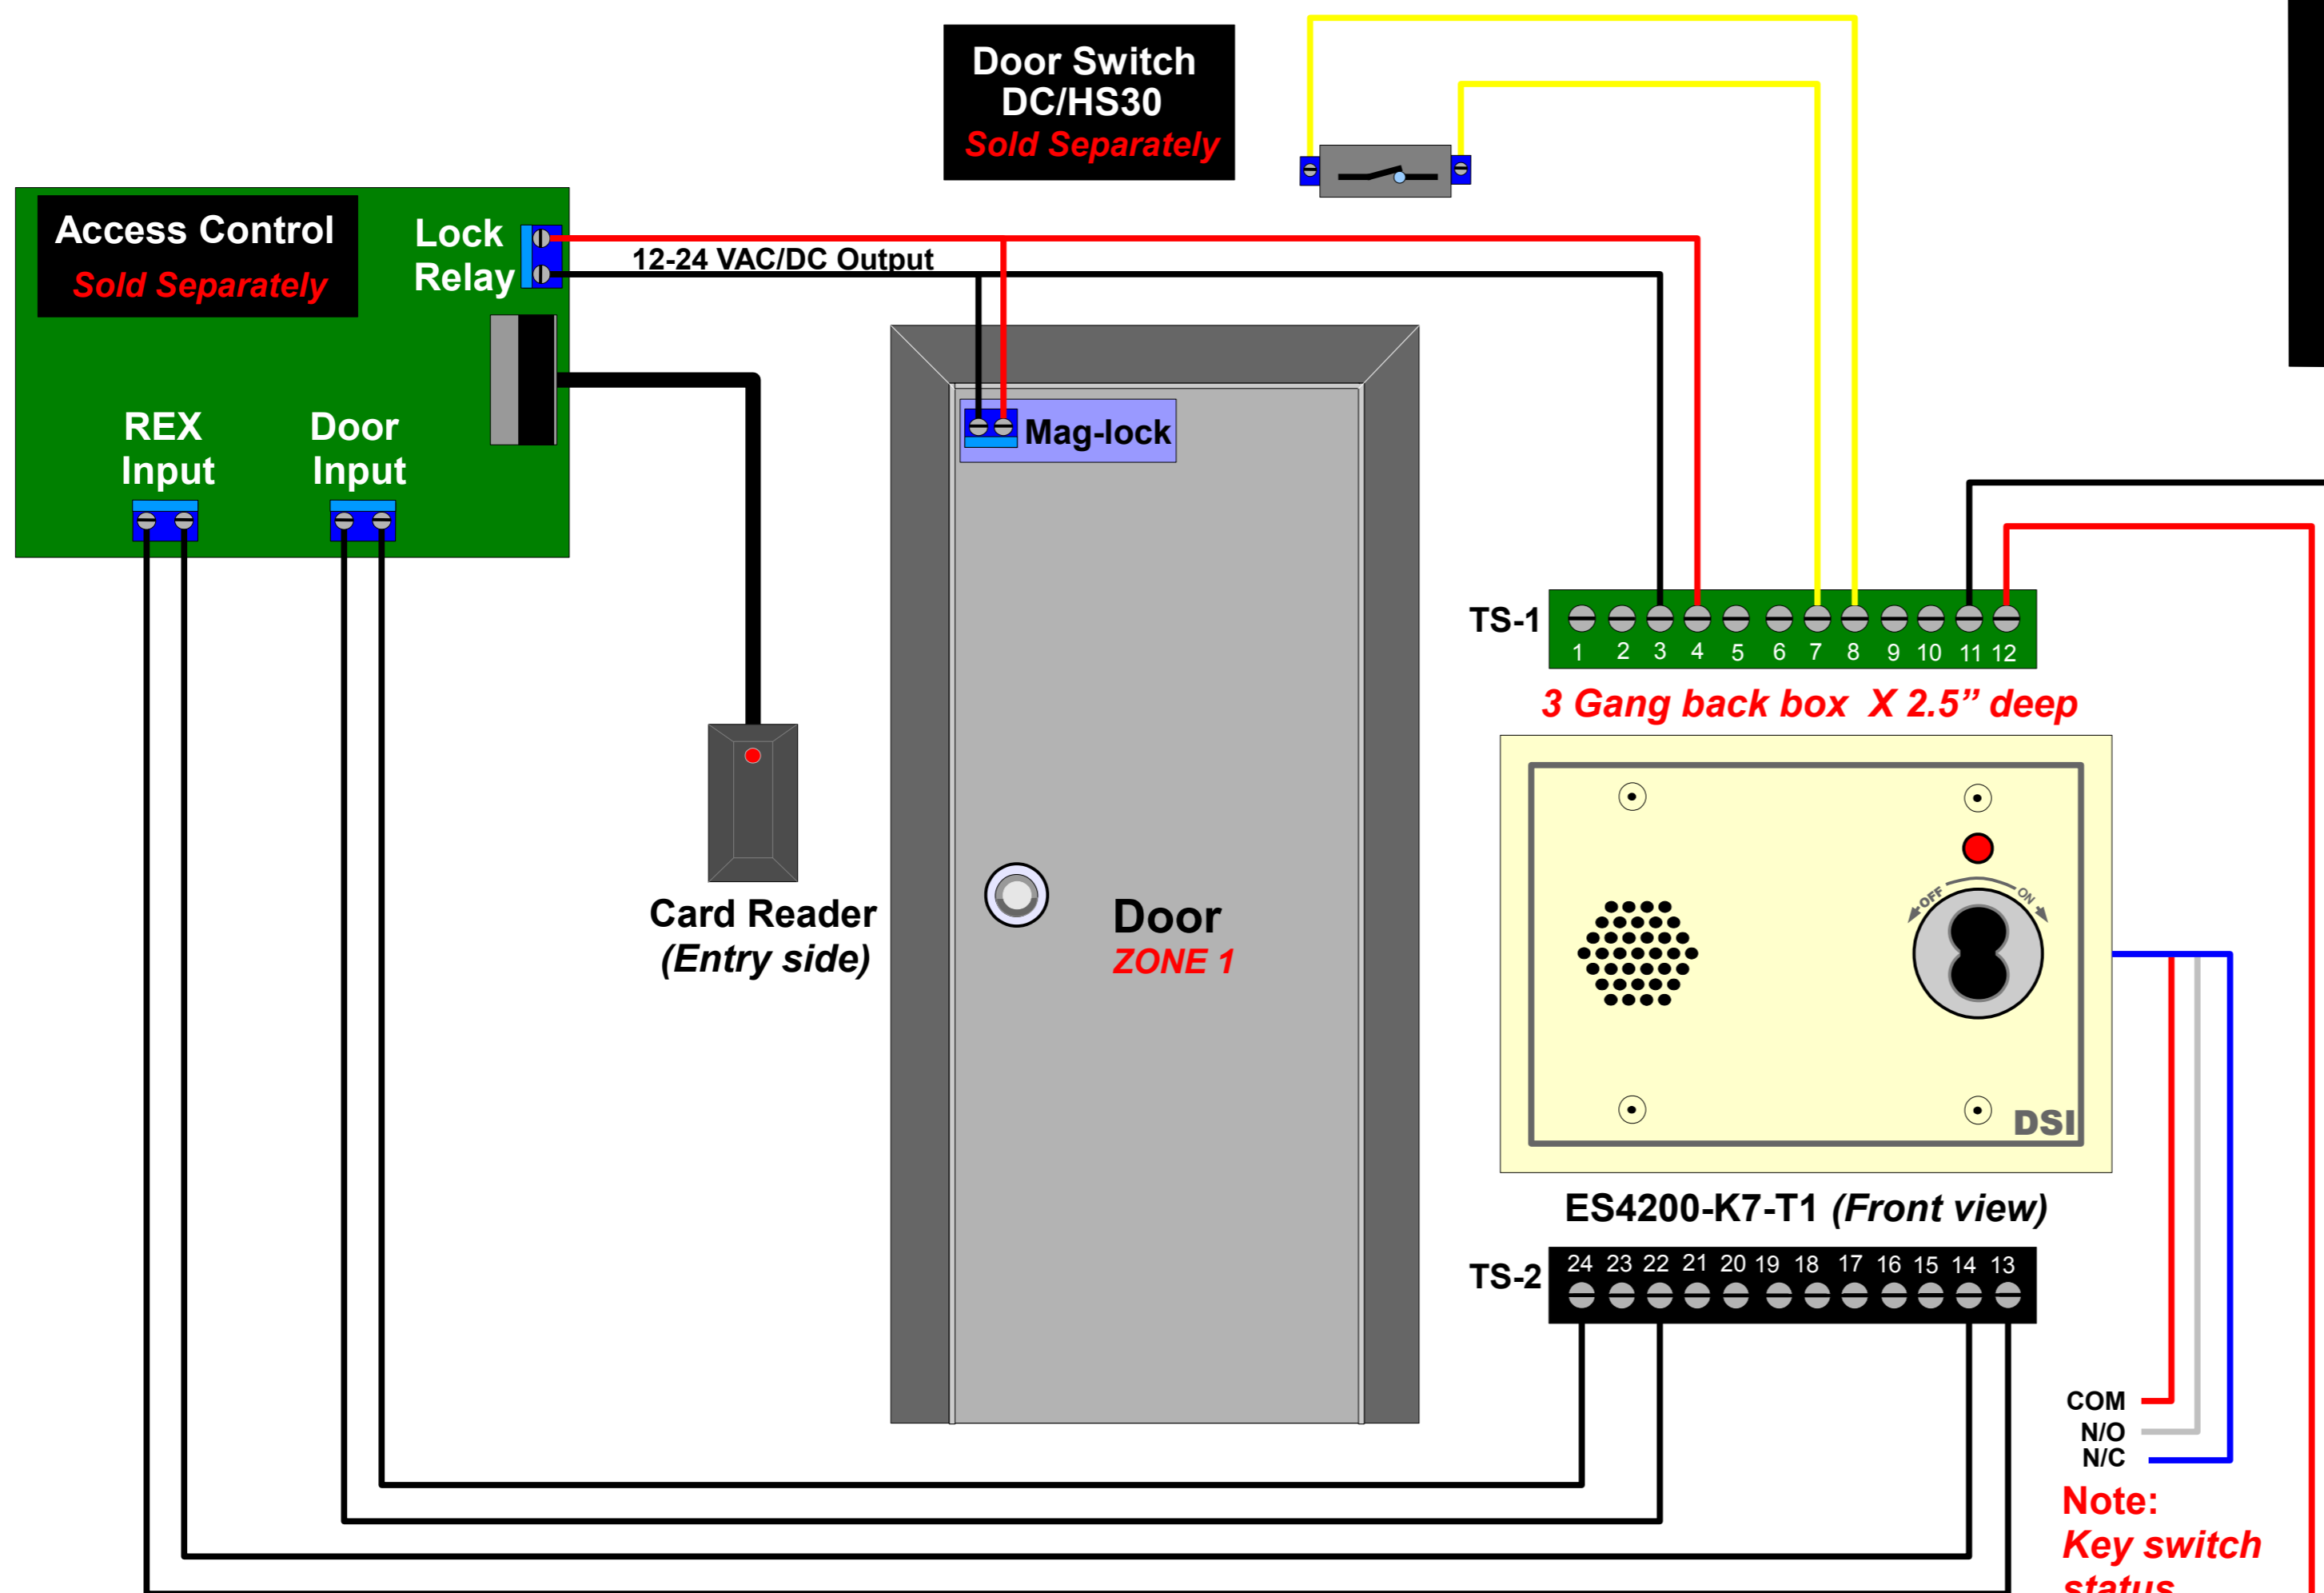 Door Switch
DC/HS30
Sold Separately
Access Control
Sold Separately
Lock
Relay
12-24 VAC/DC Output
REX
Input
Door
Input
Mag-lock
TS-1
1 2 3 4 5 6 7 8 9 10 11 12
3 Gang back box X 2.5” deep
OFF
ON
Card Reader
(Entry side)
Door
ZONE 1
DSI
ES4200-K7-T1 (Front view)
TS-2
24 23 22 21 20 19 18 17 16 15 14 13
COM
N/O
N/C
Note:
Key switch
status